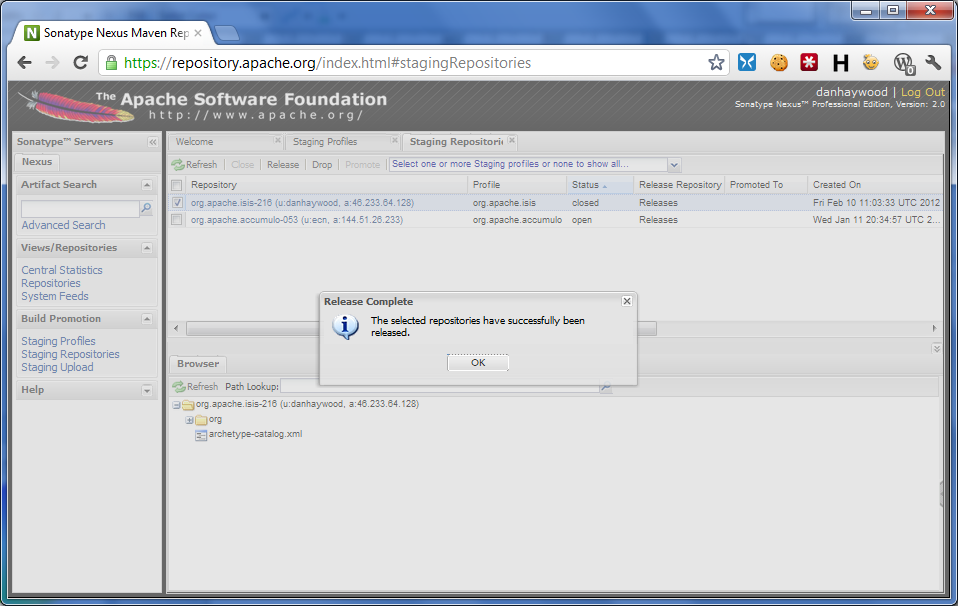 Sonatype Nexus Maven Rep
https://repository.apache.org/index.html#stagingRepositories
The Apache Software Foundation
http://www.apache.org/
danhaywood | Log Out
Sonatype Nexus™ Professional Edition, Version: 2.0
Sonatype™ Servers
Nexus
Artifact Search
Advanced Search
Views/Repositories
Central Statistics
Repositories
System Feeds
Build Promotion
Staging Profiles
Staging Repositories
Staging Upload
Help
Welcome Staging Profiles Staging Repositori
Refresh Close Release Drop Promote Select one or more Staging profiles or none to show all...
Repository Profile Status Release Repository Promoted To Created On
org.apache.isis-216 (u:danhaywood, a:46.233.64.128) org.apache.isis closed Releases Fri Feb 10 11:03:33 UTC 2012
org.apache.accumulo-053 (u:ecn, a:144.51.26.233) org.apache.accumulo open Releases Wed Jan 11 20:34:57 UTC 2...
Release Complete
The selected repositories have successfully been
released.
OK
Browser
Refresh Path Lookup:
org.apache.isis-216 (u:danhaywood, a:46.233.64.128)
org
archetype-catalog.xml